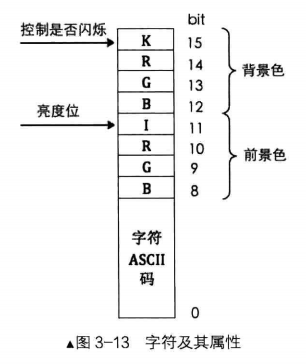 bit
控制是否闪烁
K 15
R 14
G 13
B 12
背景色
亮度位
I 11
R 10
G 9
B 8
前景色
字符
ASCII
码
0
▲图 3-13 字符及其属性